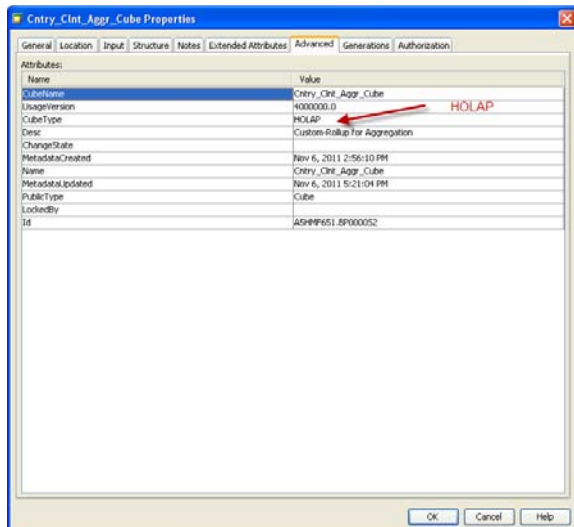 Cntry_Clnt_Aggr_Cube Properties
General Location Input Structure Notes Extended Attributes Advanced Generations Authorization
Attributes:
Name Value
CubeName Cntry_Clnt_Aggr_Cube
UsageVersion 4000000.0
HOLAP
CubeType HOLAP
Desc Custom-Rollup for Aggregation
ChangeState
MetadataCreated Nov 6, 2011 2:56:10 PM
Name Cntry_Clnt_Aggr_Cube
MetadataUpdated Nov 6, 2011 5:21:04 PM
PublicType Cube
LockedBy
Id A5HMF651.BP000052
OK Cancel Help